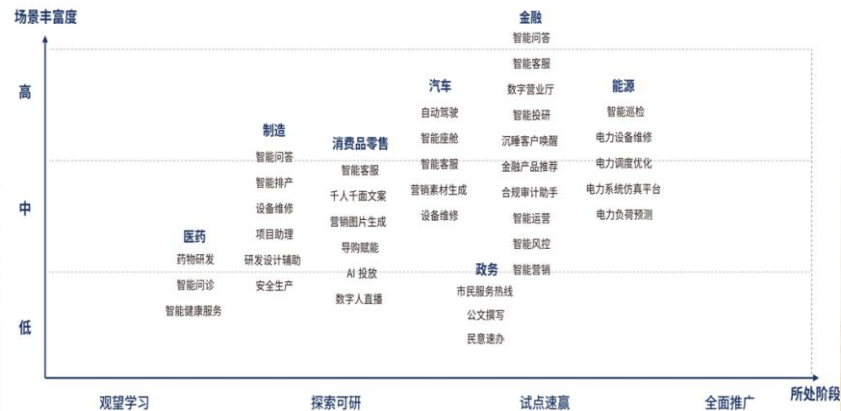 场景丰富度
高
中
低
医药
药物研发
智能问诊
智能健康服务
制造
智能问答
智能排产
设备维修
项目助理
研发设计辅助
安全生产
消费品零售
智能客服
千人千面文案
营销图片生成
导购赋能
AI 投放
数字人直播
汽车
自动驾驶
智能座舱
智能客服
营销素材生成
设备维修
政务
市民服务热线
公文撰写
民意速办
金融
智能问答
智能客服
数字营业厅
智能投研
沉睡客户唤醒
金融产品推荐
合规审计助手
智能运营
智能风控
智能营销
能源
智能巡检
电力设备维修
电力调度优化
电力系统仿真平台
电力负荷预测
观望学习
探索可研
试点速赢
全面推广
所处阶段